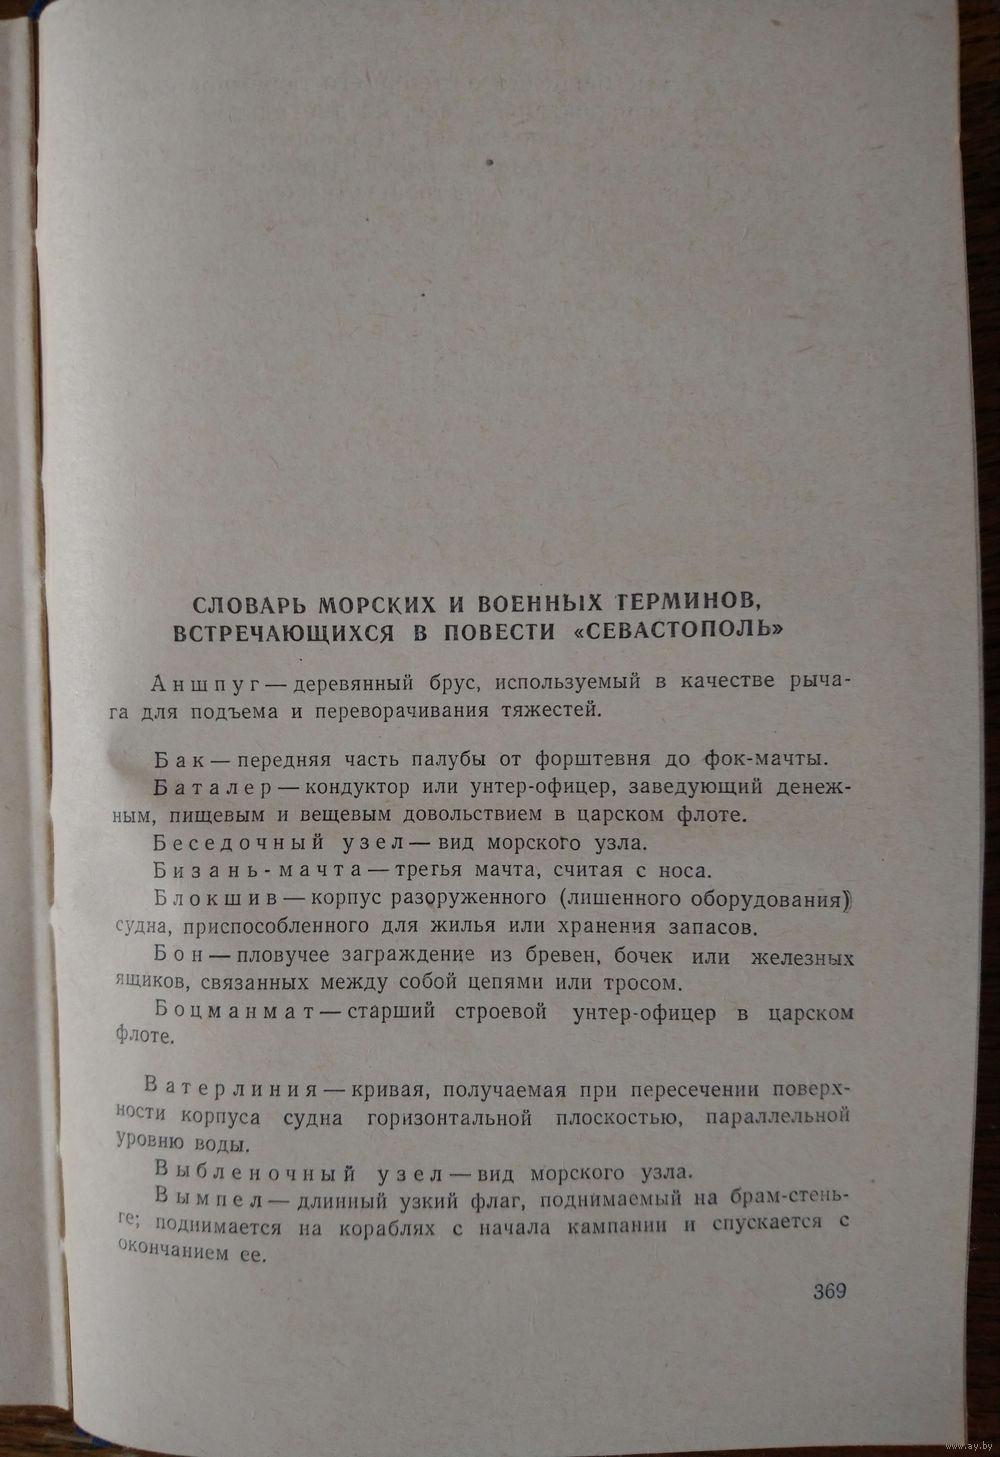 СЛОВАРЬ МОРСКИХ И ВОЕННЫХ ТЕРМИНОВ,
ВСТРЕЧАЮЩИХСЯ В ПОВЕСТИ «СЕВАСТОПОЛЬ»
Аншпуг — деревянный брус, используемый в качестве рыча-
га для подъема и переворачивания тяжестей.
Бак — передняя часть палубы от форштевня до фок-мачты.
Баталер — кондуктор или унтер-офицер, заведующий денеж-
ным, пищевым и вещевым довольствием в царском флоте.
Беседочный узел — вид морского узла.
Бизань-мачта — третья мачта, считая с носа.
Блокшив — корпус разоруженного (лишенного оборудования)
судна, приспособленного для жилья или хранения запасов.
Бон — пловучее заграждение из бревен, бочек или железных
ящиков, связанных между собой цепями или тросом.
Боцманмат — старший строевой унтер-офицер в царском
флоте.
Ватерлиния — кривая, получаемая при пересечении поверх-
ности корпуса судна горизонтальной плоскостью, параллельной
уровню воды.
Выбленочный узел — вид морского узла.
Вымпел — длинный узкий флаг, поднимаемый на брам-стень-
ге; поднимается на кораблях с начала кампании и спускается с
окончанием ее.
369
www.ay.by